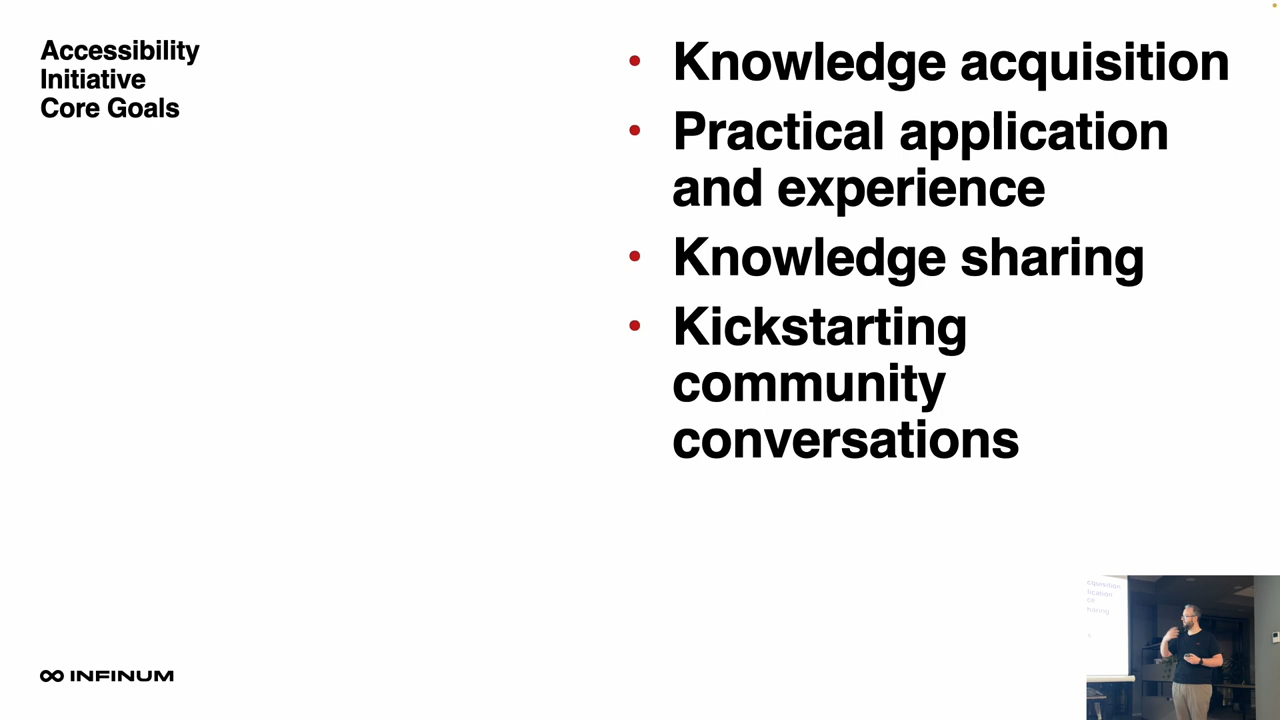 Accessibility
Initiative
Core Goals
• Knowledge acquisition
• Practical application
and experience
• Knowledge sharing
• Kickstarting
community
conversations
INFINUM